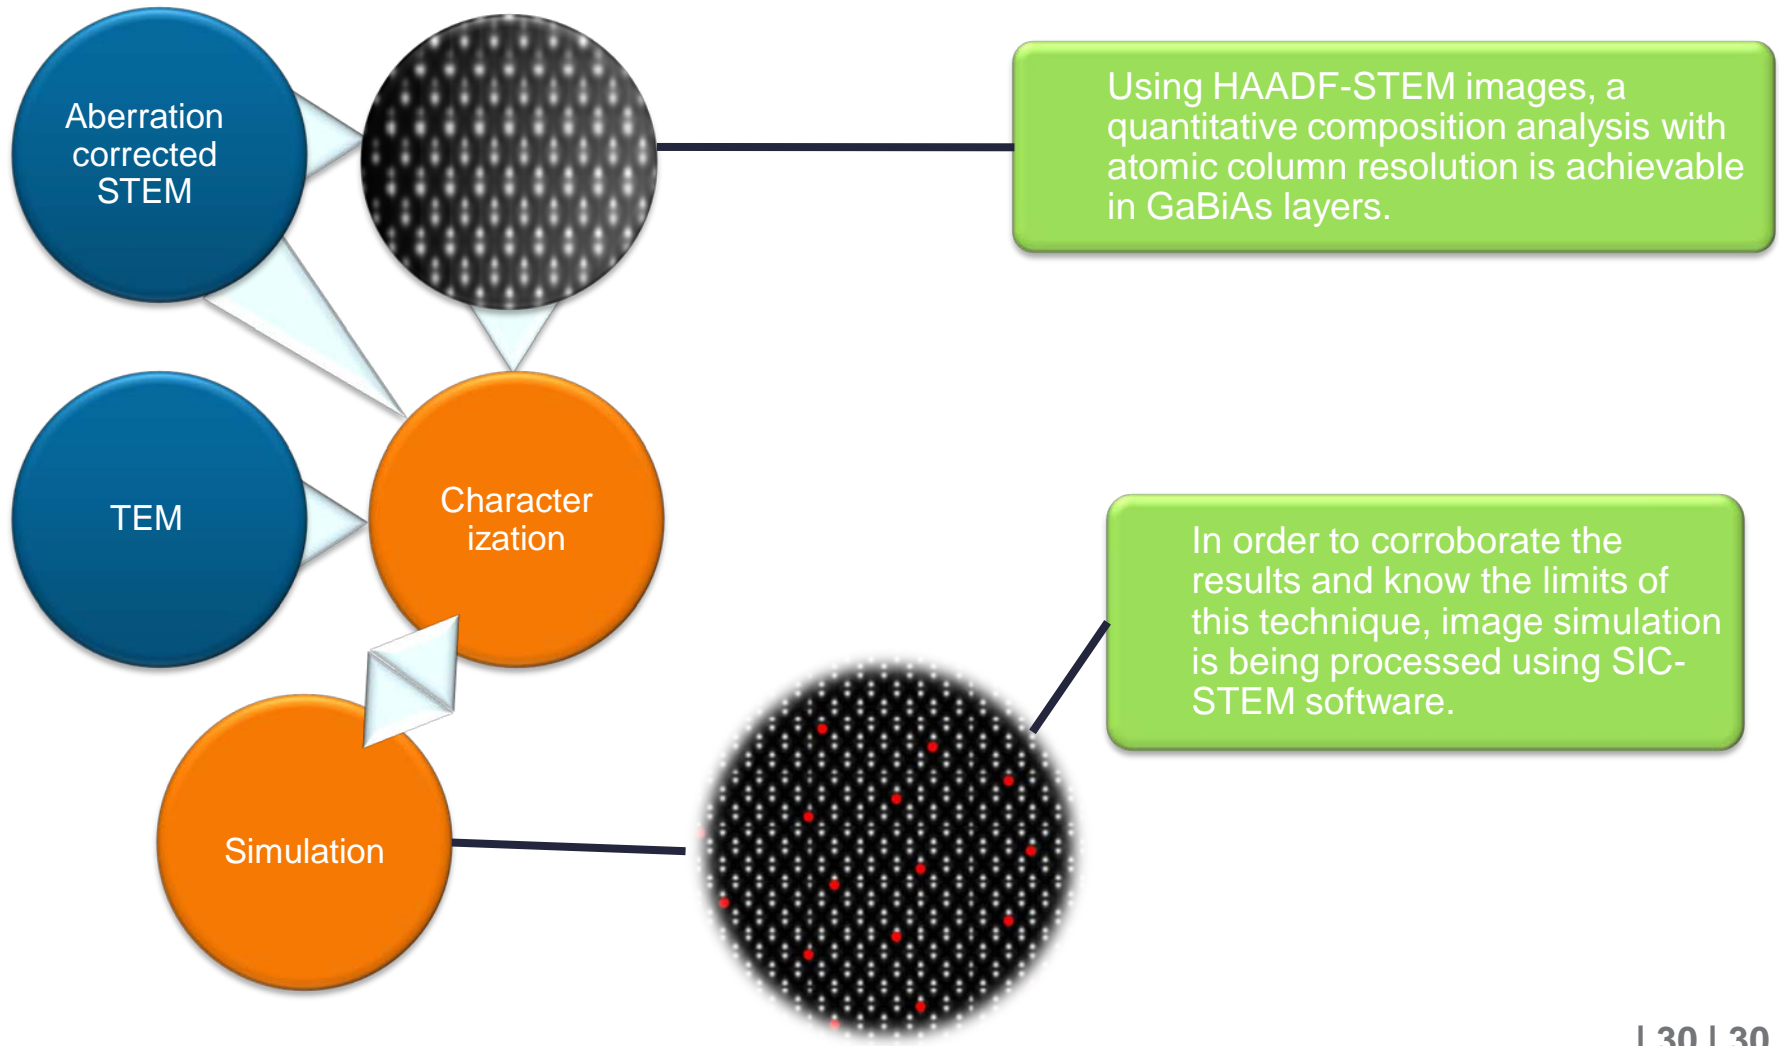 Aberration
corrected
STEM
Using HAADF-STEM images, a
quantitative composition analysis with
atomic column resolution is achievable
in GaBiAs layers.
TEM
Character
ization
In order to corroborate the
results and know the limits of
this technique, image simulation
is being processed using SIC-
STEM software.
Simulation
| 30 | 30